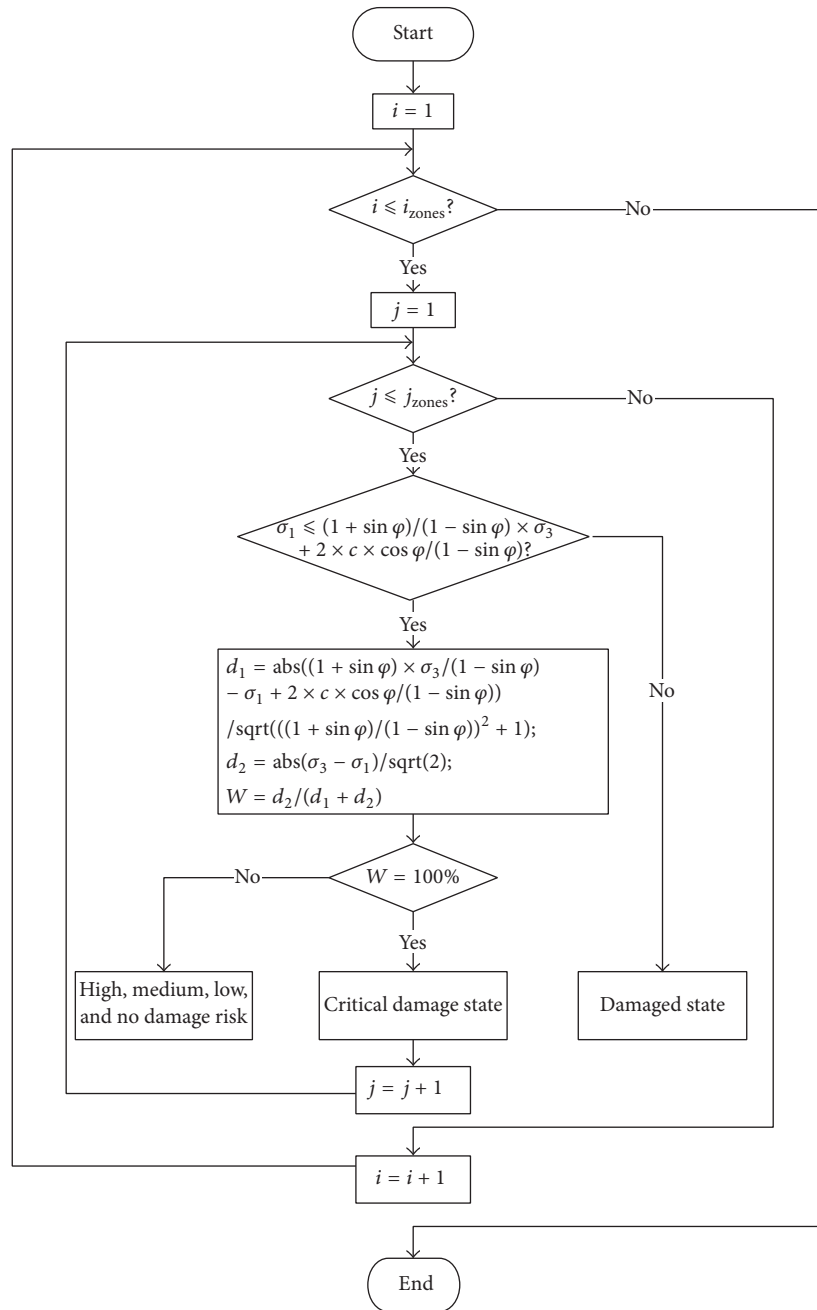 Start
i = 1
i ⩽ i_zones?
No
Yes
j = 1
j ⩽ j_zones?
No
Yes
σ₁ ⩽ (1 + sin φ)/(1 − sin φ) × σ₃
+ 2 × c × cos φ/(1 − sin φ)?
Yes
d₁ = abs((1 + sin φ) × σ₃/(1 − sin φ)
− σ₁ + 2 × c × cos φ/(1 − sin φ))
/sqrt(((1 + sin φ)/(1 − sin φ))² + 1);
d₂ = abs(σ₃ − σ₁)/sqrt(2);
W = d₂/(d₁ + d₂)
No
No
W = 100%
Yes
High, medium, low,
and no damage risk
Critical damage state
Damaged state
j = j + 1
i = i + 1
End